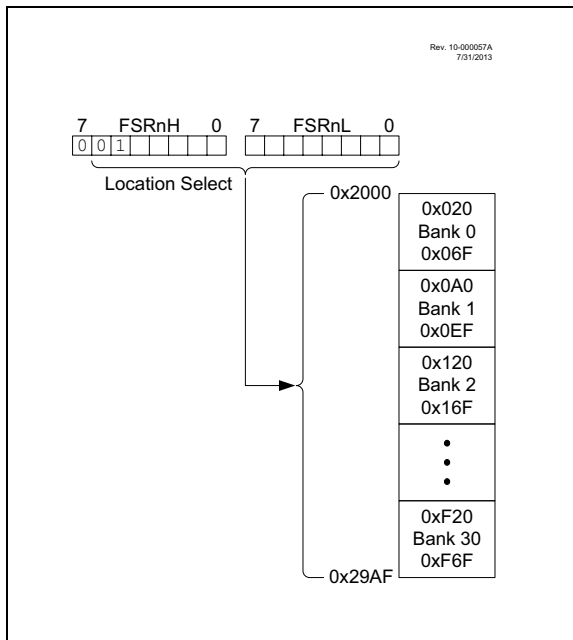 Rev. 10-000057A
7/31/2013
7 FSRnH 0 7 FSRnL 0
0 0 1
Location Select
0x2000
0x020
Bank 0
0x06F
0x0A0
Bank 1
0x0EF
0x120
Bank 2
0x16F
0xF20
Bank 30
0xF6F
0x29AF